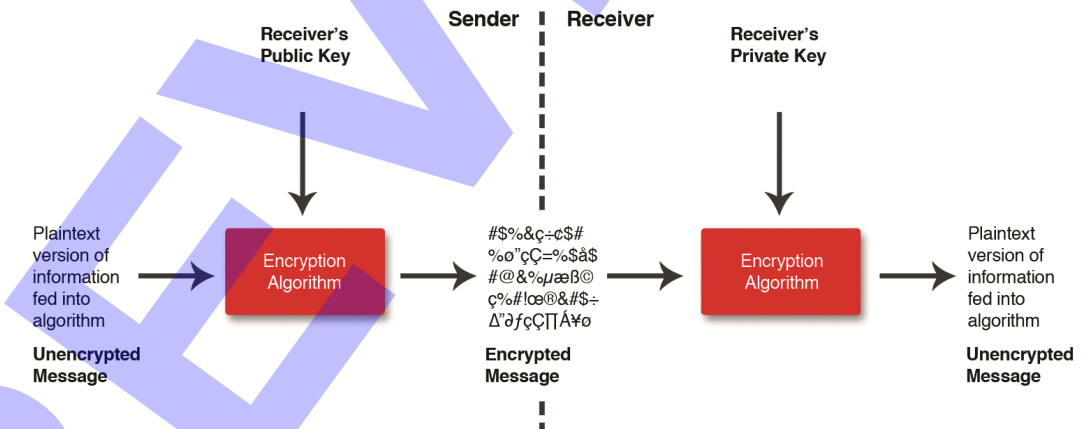 Sender
Receiver
Receiver's
Public Key
Receiver's
Private Key
Plaintext
version of
information
fed into
algorithm
Unencrypted
Message
Encryption
Algorithm
#$%&ç÷¢$#
%ø”çÇ=%$å$
#@&%µæß©
ç%#!œ®&#$÷
∆”∂ƒçÇ∏Á¥ø
Encrypted
Message
Encryption
Algorithm
Plaintext
version of
information
fed into
algorithm
Unencrypted
Message